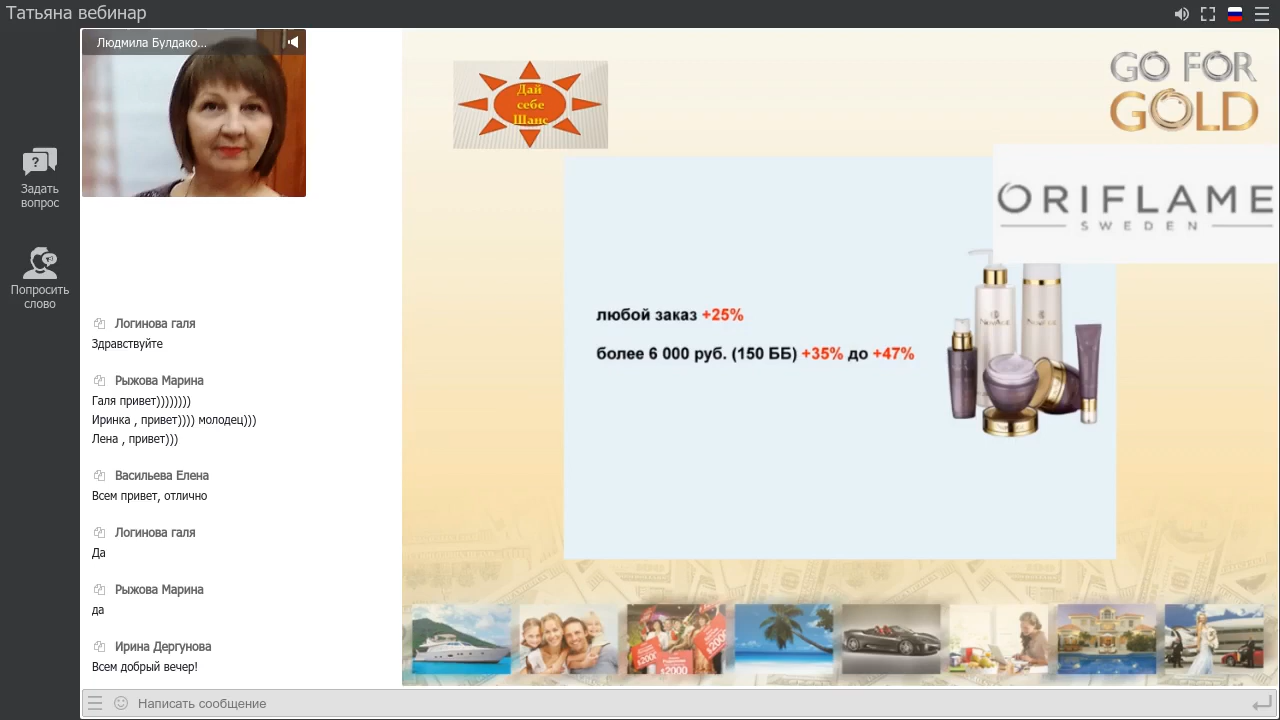 Татьяна вебинар
Людмила Булдако...
Задать
вопрос
Попросить
слово
Логинова галя
Здравствуйте
Рыжова Марина
Галя привет))))))))
Иринка , привет)))) молодец)))
Лена , привет)))
Васильева Елена
Всем привет, отлично
Логинова галя
Да
Рыжова Марина
да
Ирина Дергунова
Всем добрый вечер!
Написать сообщение
Дай
себе
Шанс
GO FOR
GOLD
ORIFLAME
SWEDEN
любой заказ +25%
более 6 000 руб. (150 ББ) +35% до +47%
NOVAGE
$2000